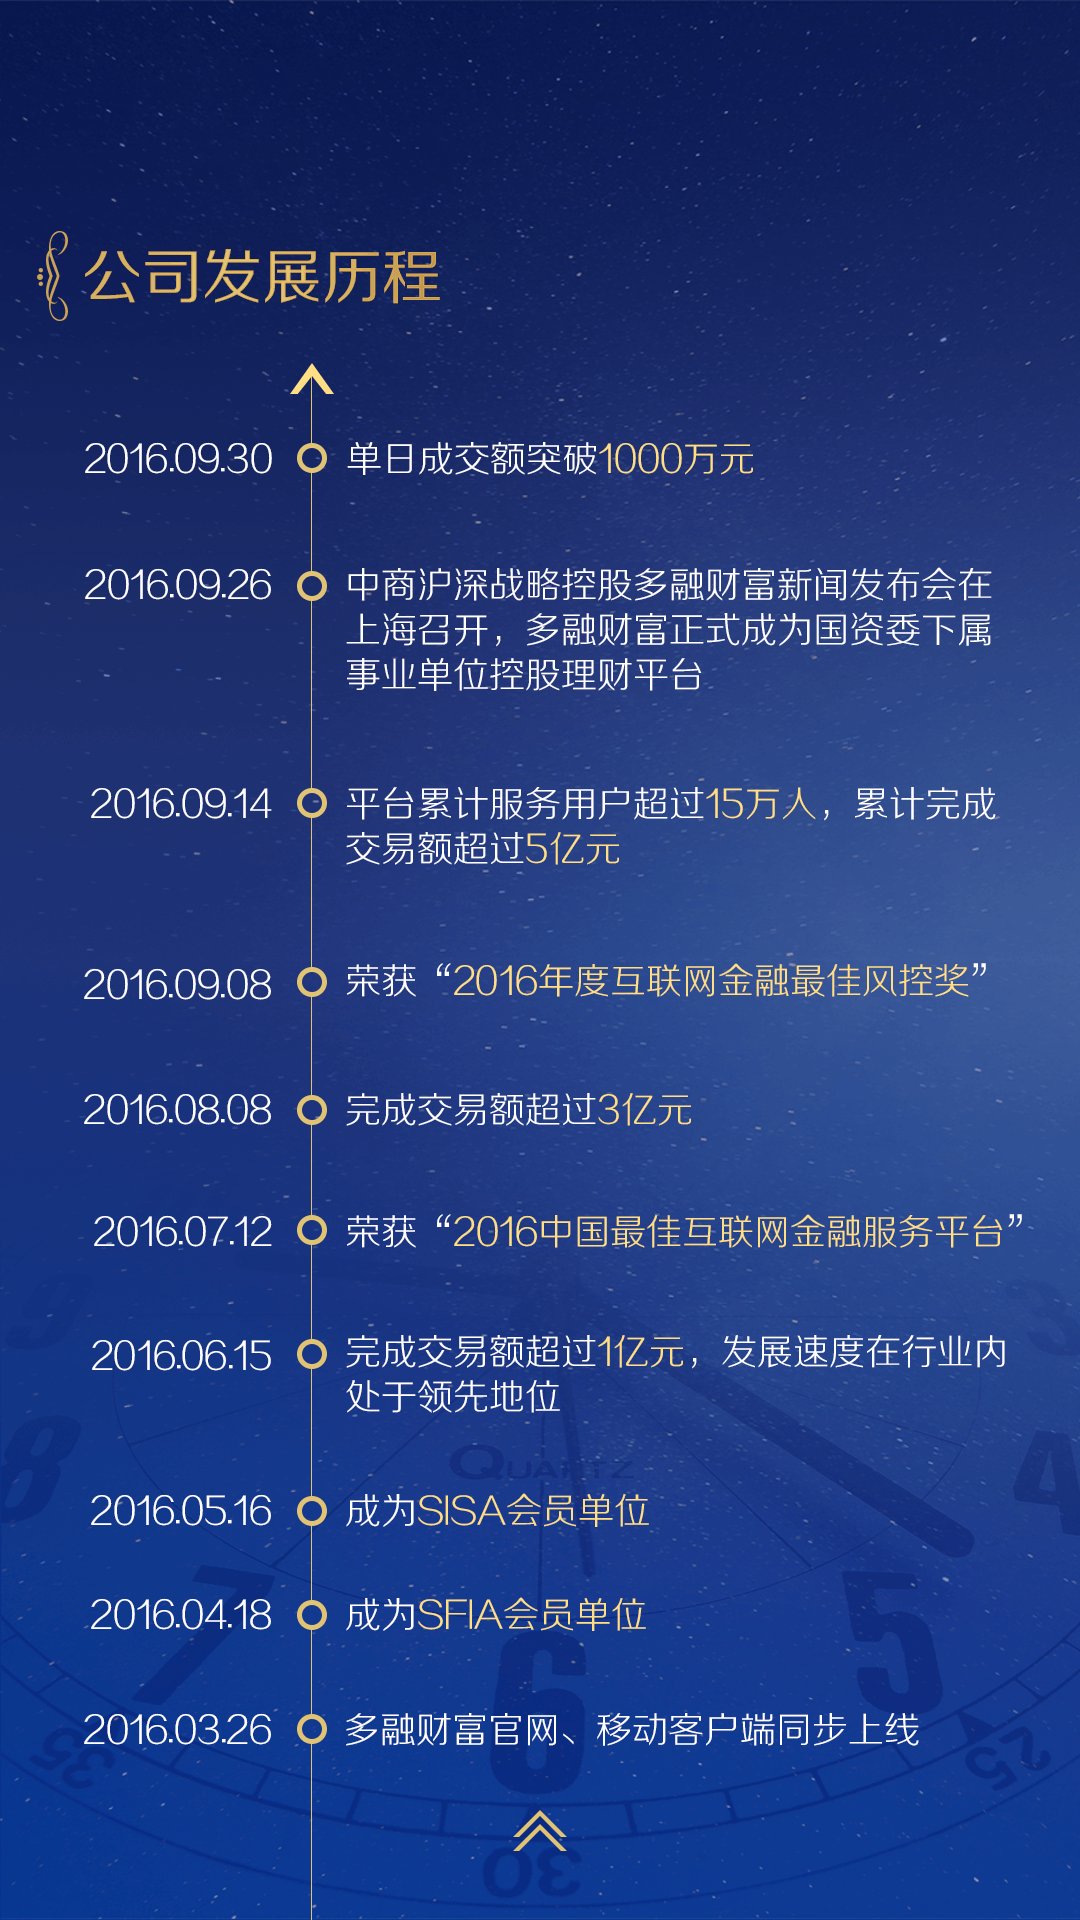 公司发展历程
2016.09.30 单日成交额突破1000万元
2016.09.26 中商沪深战略控股多融财富新闻发布会在
上海召开，多融财富正式成为国资委下属
事业单位控股理财平台
2016.09.14 平台累计服务用户超过15万人，累计完成
交易额超过5亿元
2016.09.08 荣获“2016年度互联网金融最佳风控奖”
2016.08.08 完成交易额超过3亿元
2016.07.12 荣获“2016中国最佳互联网金融服务平台”
2016.06.15 完成交易额超过1亿元，发展速度在行业内
处于领先地位
QUARTZ
2016.05.16 成为SISA会员单位
2016.04.18 成为SFIA会员单位
2016.03.26 多融财富官网、移动客户端同步上线
9
3
8
4
7
5
6
35
25
30